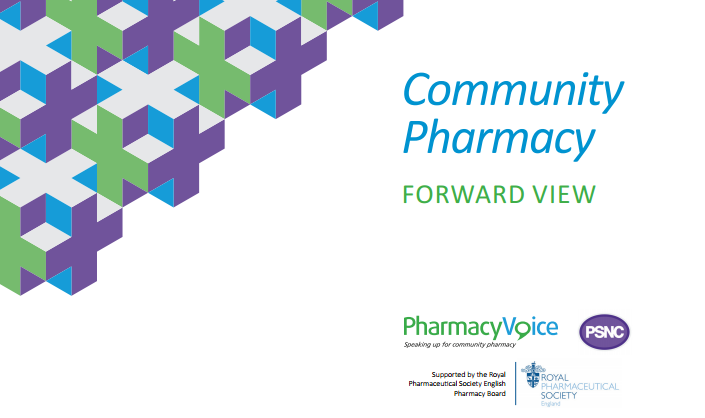 Community
Pharmacy
FORWARD VIEW
PharmacyVoice
Speaking up for community pharmacy
PSNC
Supported by the Royal
Pharmaceutical Society English
Pharmacy Board
ROYAL
PHARMACEUTICAL
SOCIETY
England